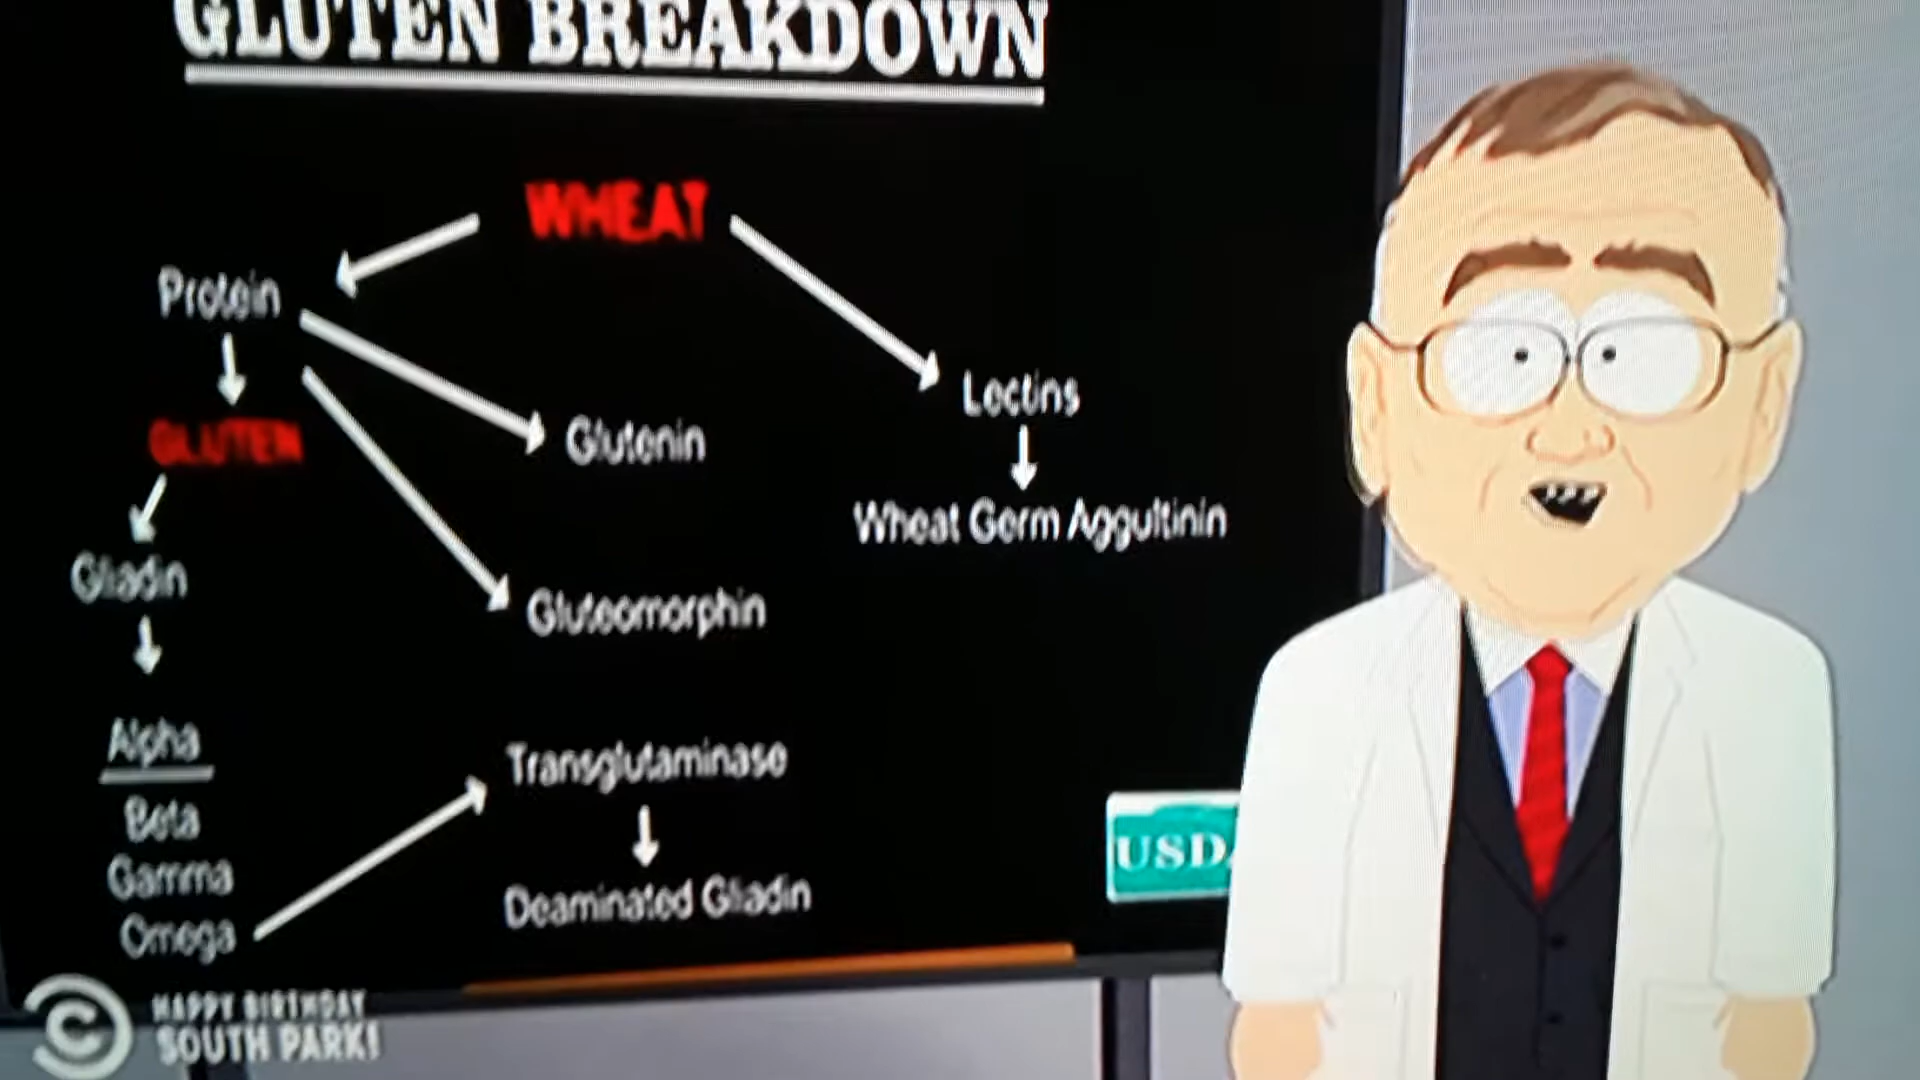 GLUTEN BREAKDOWN
WHEAT
Protein
Lectins
GLUTEN
Glutenin
Wheat Germ Aggultinin
Gliadin
Gluteomorphin
Alpha
Transglutaminase
Beta
Gamma
Deaminated Gliadin
Omega
USD
HAPPY BIRTHDAY
SOUTH PARK!